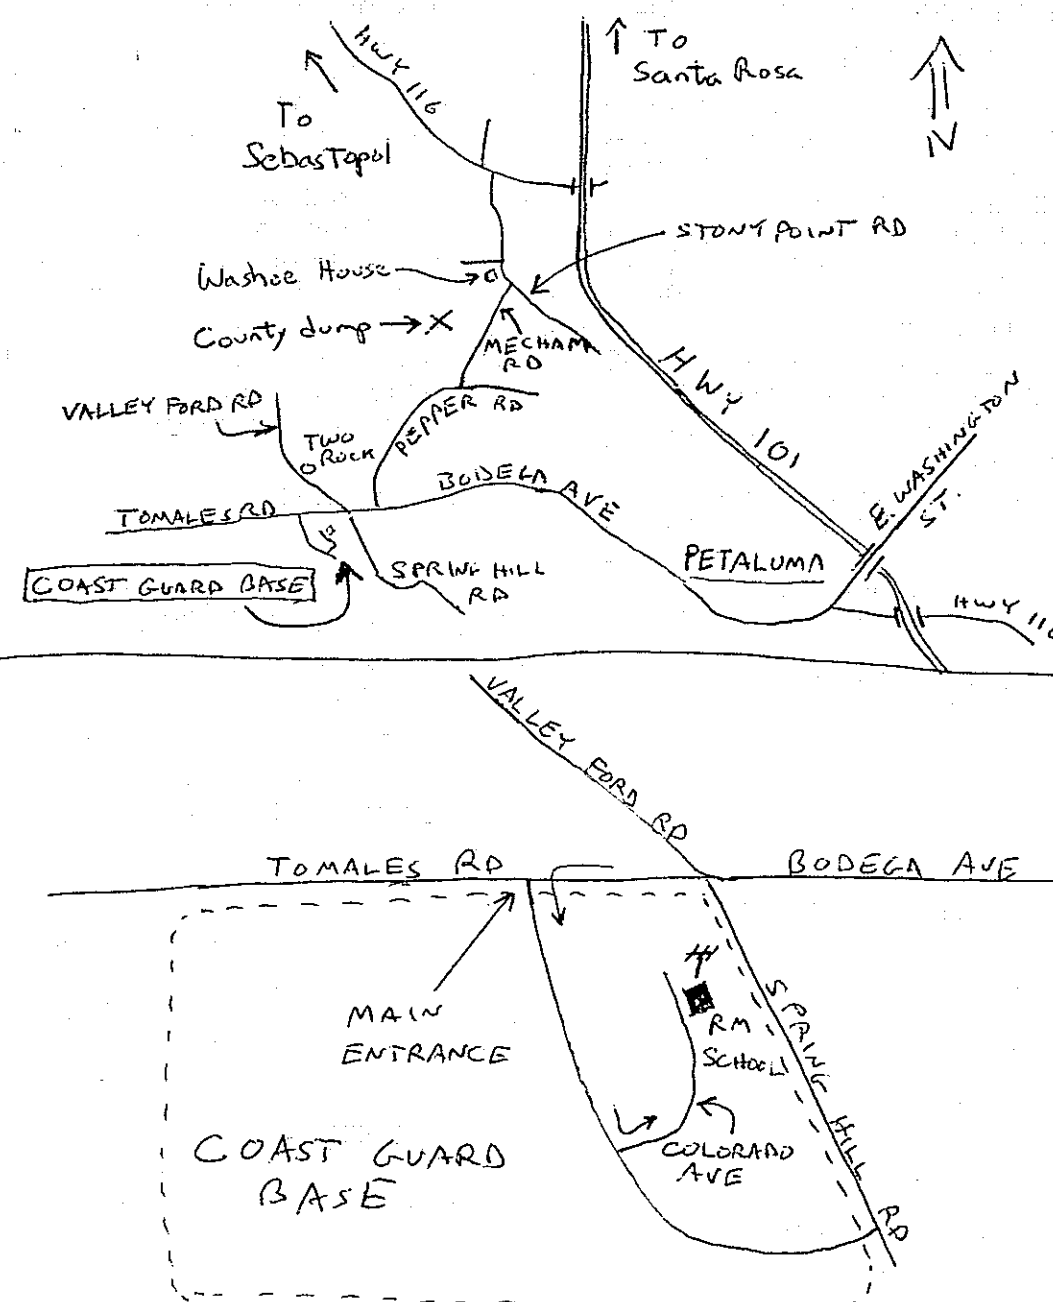 HWY 116
To
Santa Rosa
To
Sebastopol
N
STONY POINT RD
Washoe House
County dump
X
MECHAM
RD
HWY 101
VALLEY FORD RD
TWO
ROCK
PEPPER RD
BODEGA AVE
E. WASHINGTON
ST.
TOMALES RD
PETALUMA
COAST GUARD BASE
SPRING HILL
RD
HWY 116
VALLEY FORD RD
TOMALES RD
BODEGA AVE
MAIN
ENTRANCE
RM
SCHOOL
SPRING HILL RD
COLORADO
AVE
COAST GUARD
BASE